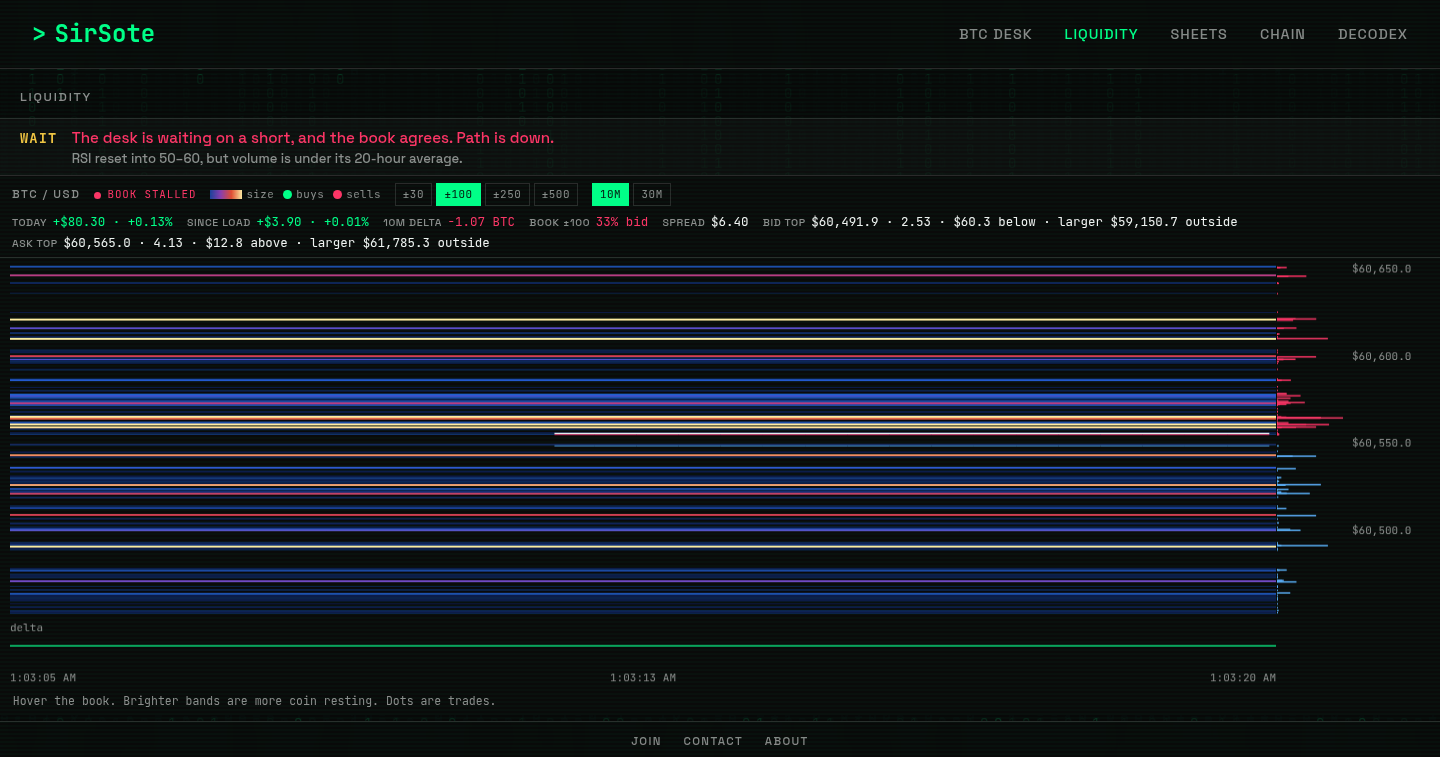 > SirSote
BTC DESK LIQUIDITY SHEETS CHAIN DECODEX
LIQUIDITY
WAIT The desk is waiting on a short, and the book agrees. Path is down.
RSI reset into 50–60, but volume is under its 20-hour average.
BTC / USD BOOK STALLED size buys sells ±30 ±100 ±250 ±500 10M 30M
TODAY +$80.30 · +0.13% SINCE LOAD +$3.90 · +0.01% 10M DELTA -1.07 BTC BOOK ±100 33% bid SPREAD $6.40 BID TOP $60,491.9 · 2.53 · $60.3 below · larger $59,150.7 outside
ASK TOP $60,565.0 · 4.13 · $12.8 above · larger $61,785.3 outside
$60,650.0
$60,600.0
$60,550.0
$60,500.0
delta
1:03:05 AM 1:03:13 AM 1:03:20 AM
Hover the book. Brighter bands are more coin resting. Dots are trades.
JOIN CONTACT ABOUT